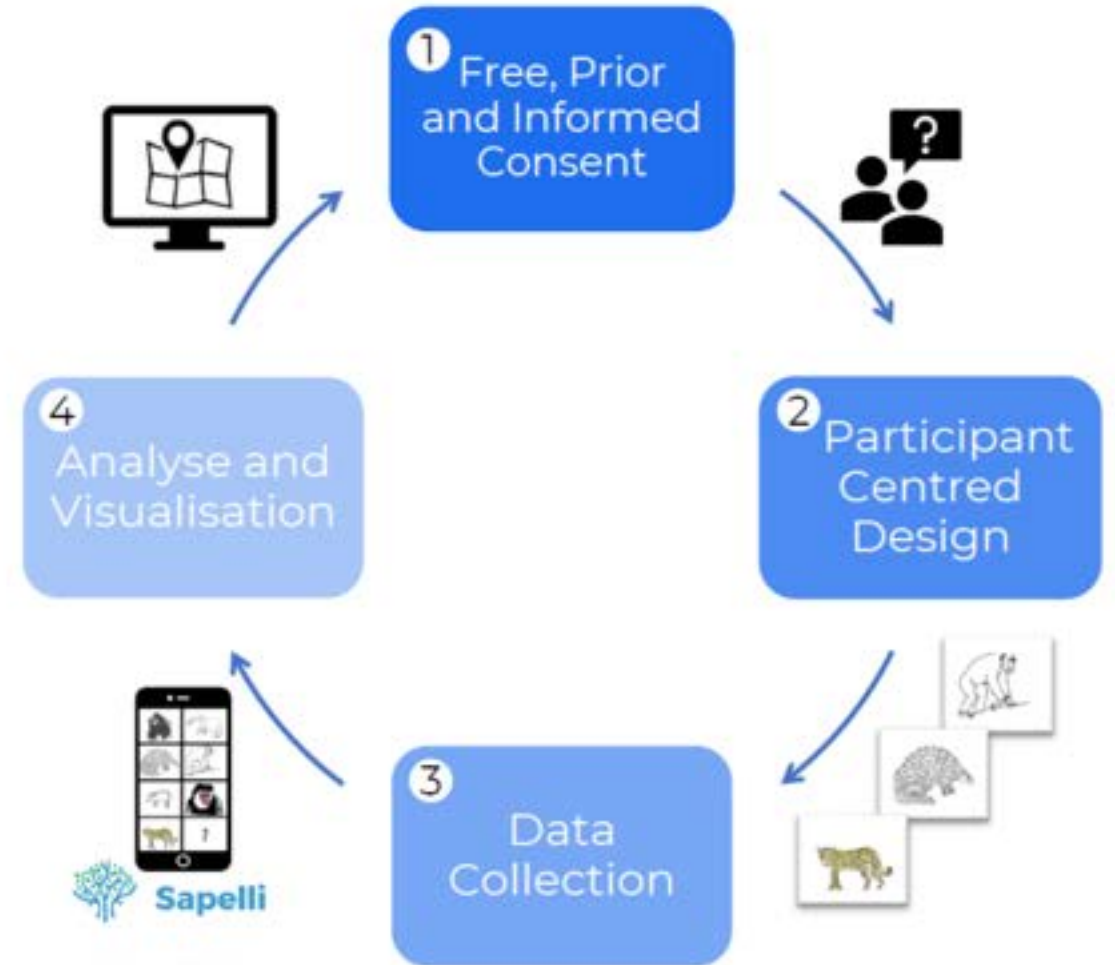 1
Free, Prior
and Informed
Consent
?
2
Participant
Centred
Design
3
Data
Collection
4
Analyse and
Visualisation
?
Sapelli